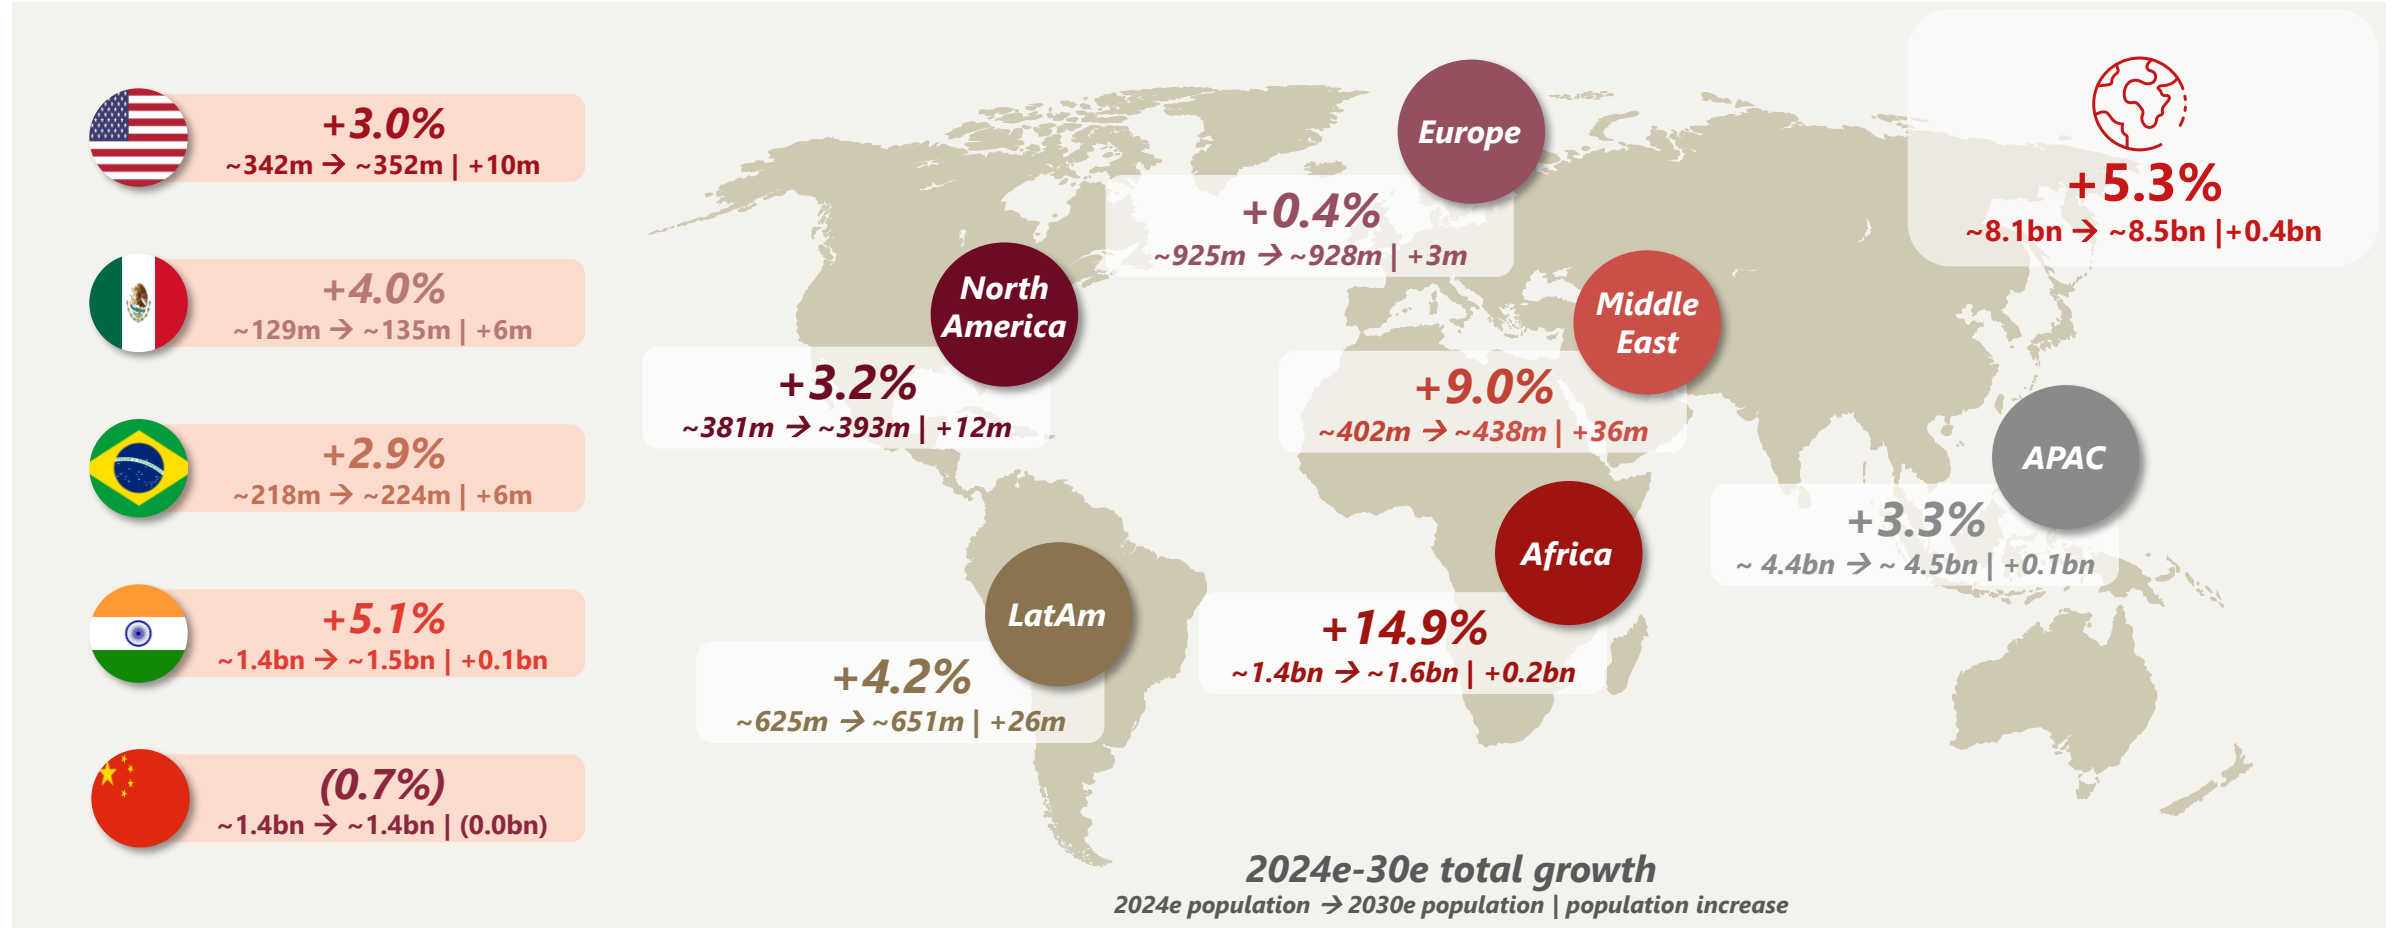 +3.0%
~342m → ~352m | +10m
+4.0%
~129m → ~135m | +6m
+2.9%
~218m → ~224m | +6m
+5.1%
~1.4bn → ~1.5bn | +0.1bn
(0.7%)
~1.4bn → ~1.4bn | (0.0bn)
Europe
+0.4%
~925m → ~928m | +3m
North
America
+3.2%
~381m → ~393m | +12m
Middle
East
+9.0%
~402m → ~438m | +36m
+5.3%
~8.1bn → ~8.5bn |+0.4bn
APAC
+3.3%
~ 4.4bn → ~ 4.5bn | +0.1bn
Africa
+14.9%
~1.4bn → ~1.6bn | +0.2bn
LatAm
+4.2%
~625m → ~651m | +26m
2024e-30e total growth
2024e population → 2030e population | population increase